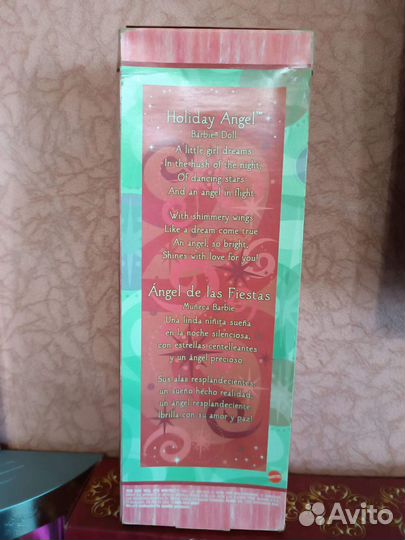 Holiday Angel™
Barbie® Doll
A little girl dreams
In the hush of the night,
Of dancing stars
And an angel in flight.
With shimmery wings
Like a dream come true
An angel, so bright,
Shines with love for you!
Ángel de las Fiestas
Muñeca Barbie®
Una linda niñita sueña
en la noche silenciosa,
con estrellas centelleantes
y un ángel precioso.
Sus alas resplandecientes,
un sueño hecho realidad,
un ángel resplandeciente
¡brilla con su amor y paz!
Avito